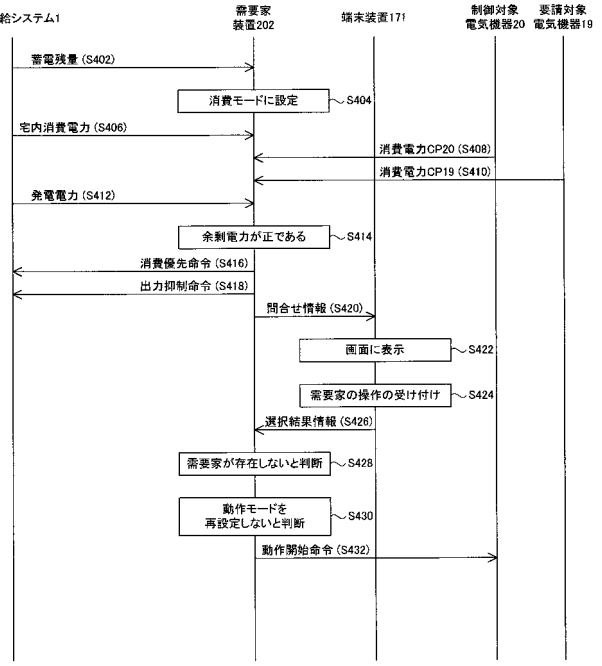 給システム1
需要家
装置202
端末装置171
制御対象
電気機器20
要請対象
電気機器19
蓄電残量 (S402)
消費モードに設定
S404
宅内消費電力 (S406)
消費電力CP20 (S408)
消費電力CP19 (S410)
発電電力 (S412)
余剰電力が正である
S414
消費優先命令 (S416)
出力抑制命令 (S418)
問合せ情報 (S420)
画面に表示
S422
需要家の操作の受け付け
S424
選択結果情報 (S426)
需要家が存在しないと判断
S428
動作モードを
再設定しないと判断
S430
動作開始命令 (S432)